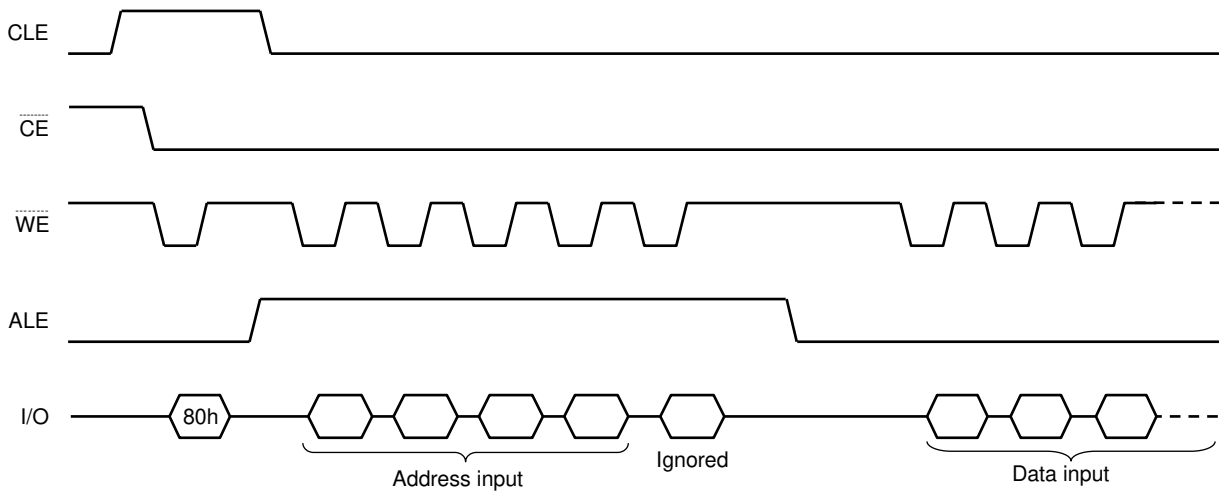 CLE
CE
WE
ALE
I/O
80h
Address input
Ignored
Data input